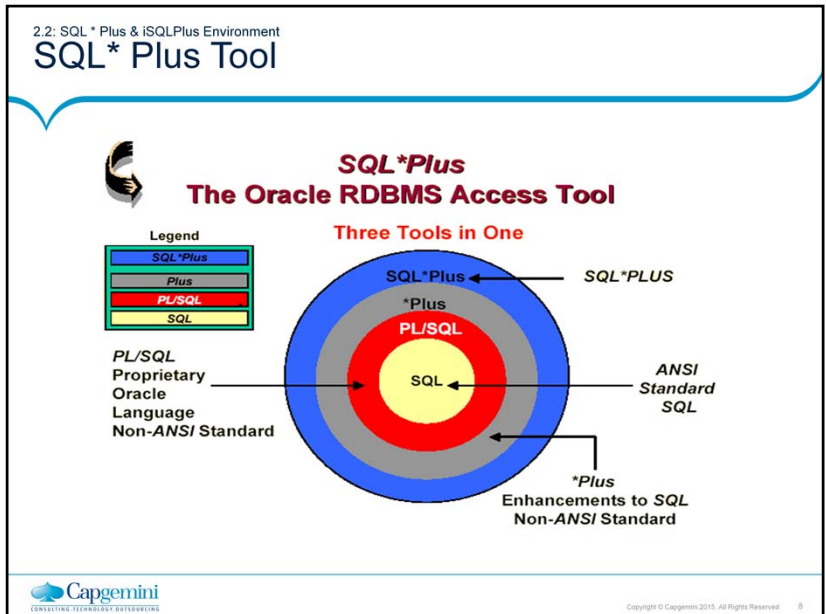 2.2: SQL * Plus & iSQLPlus Environment
SQL* Plus Tool
SQL*Plus
The Oracle RDBMS Access Tool
Three Tools in One
Legend
SQL*Plus
Plus
PL/SQL
SQL
SQL*Plus
*Plus
PL/SQL
SQL
SQL*PLUS
PL/SQL
Proprietary
Oracle
Language
Non-ANSI Standard
ANSI
Standard
SQL
*Plus
Enhancements to SQL
Non-ANSI Standard
Capgemini
CONSULTING.TECHNOLOGY.OUTSOURCING
Copyright © Capgemini 2015. All Rights Reserved 8